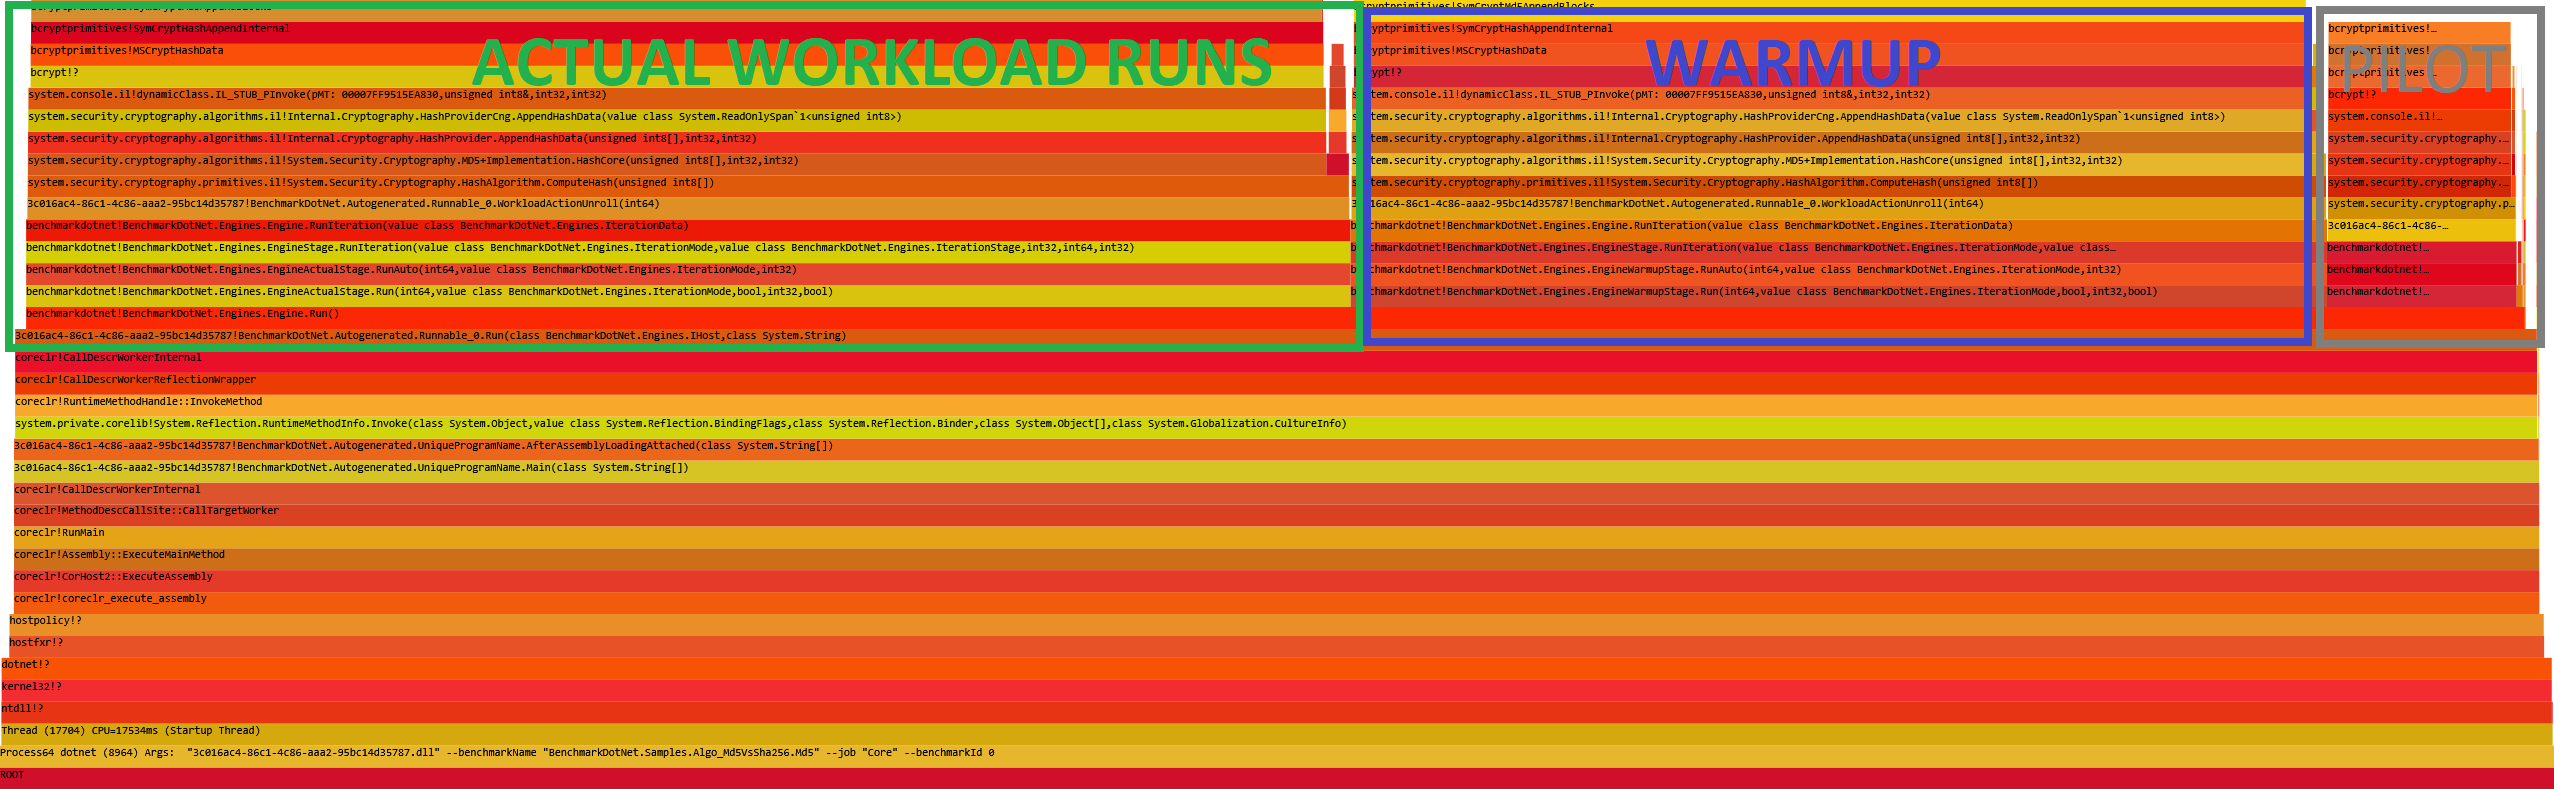 ACTUAL WORKLOAD RUNS
bcryptprimitives!SymCryptHashAppendInternal
bcryptprimitives!MSCryptHashData
bcrypt!?
system.console.il!dynamicClass.IL_STUB_PInvoke(pMT: 00007FF9515EA830,unsigned int8&,int32,int32)
system.security.cryptography.algorithms.il!Internal.Cryptography.HashProviderCng.AppendHashData(value class System.ReadOnlySpan`1<unsigned int8>)
system.security.cryptography.algorithms.il!Internal.Cryptography.HashProvider.AppendHashData(unsigned int8[],int32,int32)
system.security.cryptography.algorithms.il!System.Security.Cryptography.MD5+Implementation.HashCore(unsigned int8[],int32,int32)
system.security.cryptography.primitives.il!System.Security.Cryptography.HashAlgorithm.ComputeHash(unsigned int8[])
3c016ac4-86c1-4c86-aaa2-95bc14d35787!BenchmarkDotNet.Autogenerated.Runnable_0.WorkloadActionUnroll(int64)
benchmarkdotnet!BenchmarkDotNet.Engines.Engine.RunIteration(value class BenchmarkDotNet.Engines.IterationData)
benchmarkdotnet!BenchmarkDotNet.Engines.EngineStage.RunIteration(value class BenchmarkDotNet.Engines.IterationMode,value class BenchmarkDotNet.Engines.IterationStage,int32,int64,int32)
benchmarkdotnet!BenchmarkDotNet.Engines.EngineActualStage.RunAuto(int64,value class BenchmarkDotNet.Engines.IterationMode,int32)
benchmarkdotnet!BenchmarkDotNet.Engines.EngineActualStage.Run(int64,value class BenchmarkDotNet.Engines.IterationMode,bool,int32,bool)
benchmarkdotnet!BenchmarkDotNet.Engines.Engine.Run()
WARMUP
bcryptprimitives!SymCryptMd5AppendBlocks
bcryptprimitives!SymCryptHashAppendInternal
bcryptprimitives!MSCryptHashData
bcrypt!?
system.console.il!dynamicClass.IL_STUB_PInvoke(pMT: 00007FF9515EA830,unsigned int8&,int32,int32)
system.security.cryptography.algorithms.il!Internal.Cryptography.HashProviderCng.AppendHashData(value class System.ReadOnlySpan`1<unsigned int8>)
system.security.cryptography.algorithms.il!Internal.Cryptography.HashProvider.AppendHashData(unsigned int8[],int32,int32)
system.security.cryptography.algorithms.il!System.Security.Cryptography.MD5+Implementation.HashCore(unsigned int8[],int32,int32)
system.security.cryptography.primitives.il!System.Security.Cryptography.HashAlgorithm.ComputeHash(unsigned int8[])
3c016ac4-86c1-4c86-aaa2-95bc14d35787!BenchmarkDotNet.Autogenerated.Runnable_0.WorkloadActionUnroll(int64)
benchmarkdotnet!BenchmarkDotNet.Engines.Engine.RunIteration(value class BenchmarkDotNet.Engines.IterationData)
benchmarkdotnet!BenchmarkDotNet.Engines.EngineStage.RunIteration(value class BenchmarkDotNet.Engines.IterationMode,value class…
benchmarkdotnet!BenchmarkDotNet.Engines.EngineWarmupStage.RunAuto(int64,value class BenchmarkDotNet.Engines.IterationMode,int32)
benchmarkdotnet!BenchmarkDotNet.Engines.EngineWarmupStage.Run(int64,value class BenchmarkDotNet.Engines.IterationMode,bool,int32,bool)
PILOT
bcryptprimitives!…
bcryptprimitives!…
bcryptprimitives!…
bcrypt!?
system.console.il!…
system.security.cryptography.…
system.security.cryptography.…
system.security.cryptography.…
system.security.cryptography.p…
3c016ac4-86c1-4c86-…
benchmarkdotnet!…
benchmarkdotnet!…
benchmarkdotnet!…
3c016ac4-86c1-4c86-aaa2-95bc14d35787!BenchmarkDotNet.Autogenerated.Runnable_0.Run(class BenchmarkDotNet.Engines.IHost,class System.String)
coreclr!CallDescrWorkerInternal
coreclr!CallDescrWorkerReflectionWrapper
coreclr!RuntimeMethodHandle::InvokeMethod
system.private.corelib!System.Reflection.RuntimeMethodInfo.Invoke(class System.Object,value class System.Reflection.BindingFlags,class System.Reflection.Binder,class System.Object[],class System.Globalization.CultureInfo)
3c016ac4-86c1-4c86-aaa2-95bc14d35787!BenchmarkDotNet.Autogenerated.UniqueProgramName.AfterAssemblyLoadingAttached(class System.String[])
3c016ac4-86c1-4c86-aaa2-95bc14d35787!BenchmarkDotNet.Autogenerated.UniqueProgramName.Main(class System.String[])
coreclr!CallDescrWorkerInternal
coreclr!MethodDescCallSite::CallTargetWorker
coreclr!RunMain
coreclr!Assembly::ExecuteMainMethod
coreclr!CorHost2::ExecuteAssembly
coreclr!coreclr_execute_assembly
hostpolicy!?
hostfxr!?
dotnet!?
kernel32!?
ntdll!?
Thread (17704) CPU=17534ms (Startup Thread)
Process64 dotnet (8964) Args:  "3c016ac4-86c1-4c86-aaa2-95bc14d35787.dll" --benchmarkName "BenchmarkDotNet.Samples.Algo_Md5VsSha256.Md5" --job "Core" --benchmarkId 0
ROOT